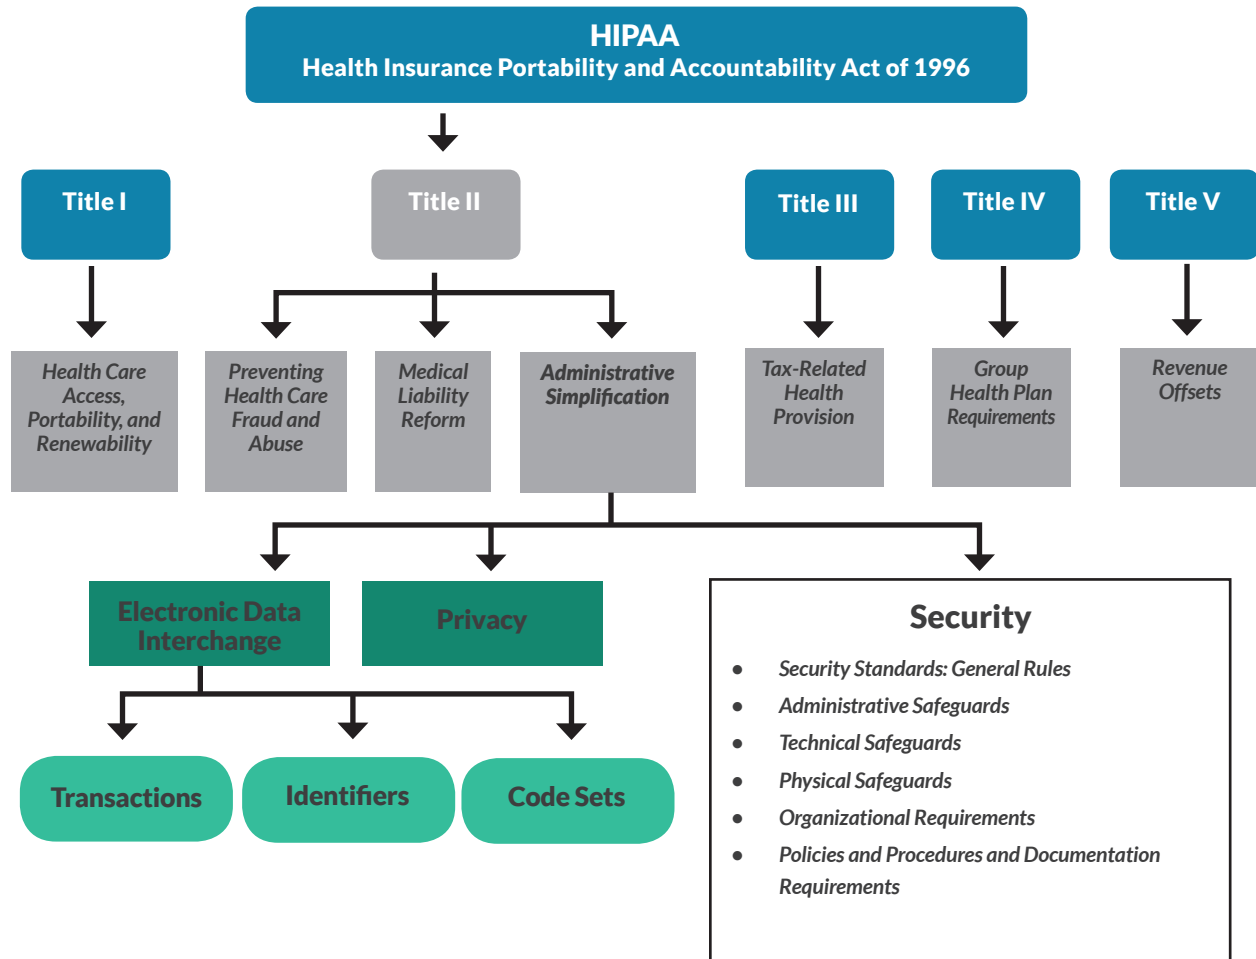 HIPAA
Health Insurance Portability and Accountability Act of 1996
Title I
Title II
Title III
Title IV
Title V
Health Care
Access,
Portability, and
Renewability
Preventing
Health Care
Fraud and
Abuse
Medical
Liability
Reform
Administrative
Simplification
Tax-Related
Health
Provision
Group
Health Plan
Requirements
Revenue
Offsets
Electronic Data
Interchange
Privacy
Security
● Security Standards: General Rules
● Administrative Safeguards
● Technical Safeguards
● Physical Safeguards
● Organizational Requirements
● Policies and Procedures and Documentation
Requirements
Transactions
Identifiers
Code Sets